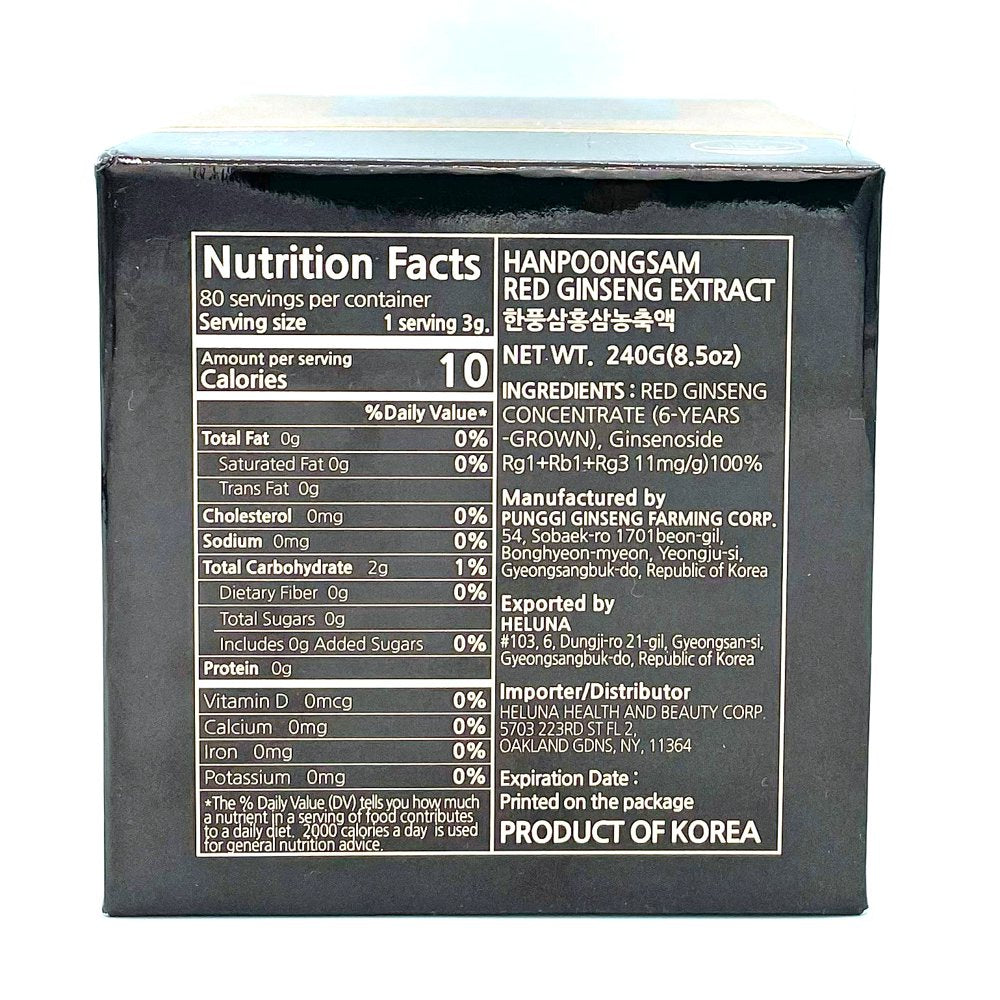 Nutrition Facts
80 servings per container
Serving size 1 serving 3g.
Amount per serving
Calories 10
%Daily Value*
Total Fat 0g 0%
Saturated Fat 0g 0%
Trans Fat 0g
Cholesterol 0mg 0%
Sodium 0mg 0%
Total Carbohydrate 2g 1%
Dietary Fiber 0g 0%
Total Sugars 0g
Includes 0g Added Sugars 0%
Protein 0g
Vitamin D 0mcg 0%
Calcium 0mg 0%
Iron 0mg 0%
Potassium 0mg 0%
*The % Daily Value (DV) tells you how much
a nutrient in a serving of food contributes
to a daily diet. 2000 calories a day is used
for general nutrition advice.
HANPOONGSAM
RED GINSENG EXTRACT
한풍삼홍삼농축액
NET WT. 240G(8.5oz)
INGREDIENTS : RED GINSENG
CONCENTRATE (6-YEARS
-GROWN), Ginsenoside
Rg1+Rb1+Rg3 11mg/g)100%
Manufactured by
PUNGGI GINSENG FARMING CORP.
54, Sobaek-ro 1701beon-gil,
Bonghyeon-myeon, Yeongju-si,
Gyeongsangbuk-do, Republic of Korea
Exported by
HELUNA
#103, 6, Dungji-ro 21-gil, Gyeongsan-si,
Gyeongsangbuk-do, Republic of Korea
Importer/Distributor
HELUNA HEALTH AND BEAUTY CORP.
5703 223RD ST FL 2,
OAKLAND GDNS, NY, 11364
Expiration Date :
Printed on the package
PRODUCT OF KOREA